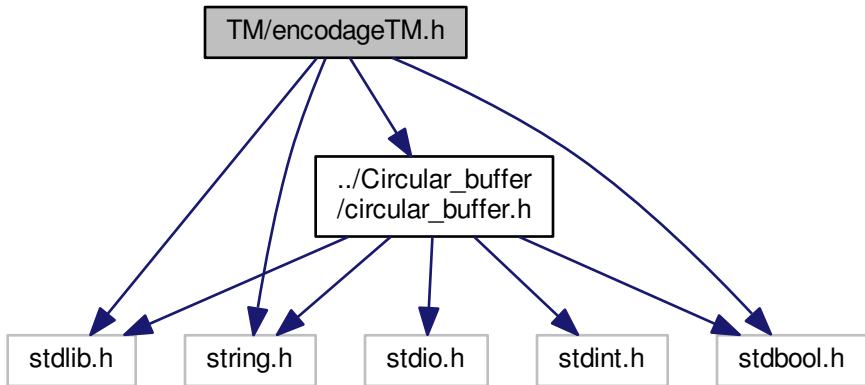 TM/encodageTM.h
../Circular_buffer
/circular_buffer.h
stdlib.h
string.h
stdio.h
stdint.h
stdbool.h